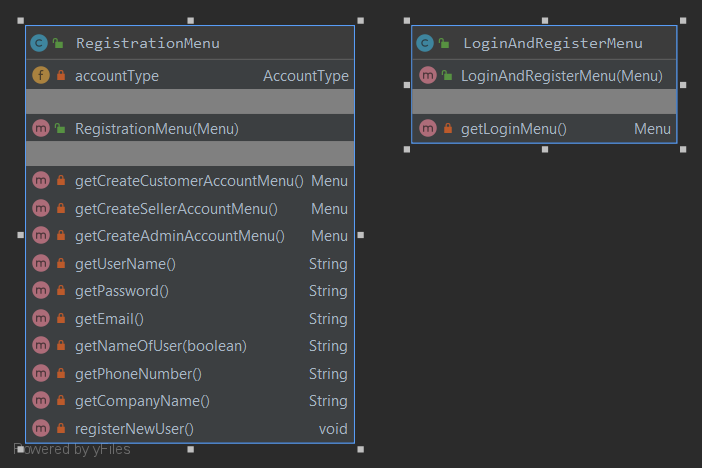 RegistrationMenu
accountType AccountType
RegistrationMenu(Menu)
getCreateCustomerAccountMenu() Menu
getCreateSellerAccountMenu() Menu
getCreateAdminAccountMenu() Menu
getUserName() String
getPassword() String
getEmail() String
getNameOfUser(boolean) String
getPhoneNumber() String
getCompanyName() String
registerNewUser() void
Powered by yFiles
LoginAndRegisterMenu
LoginAndRegisterMenu(Menu)
getLoginMenu() Menu